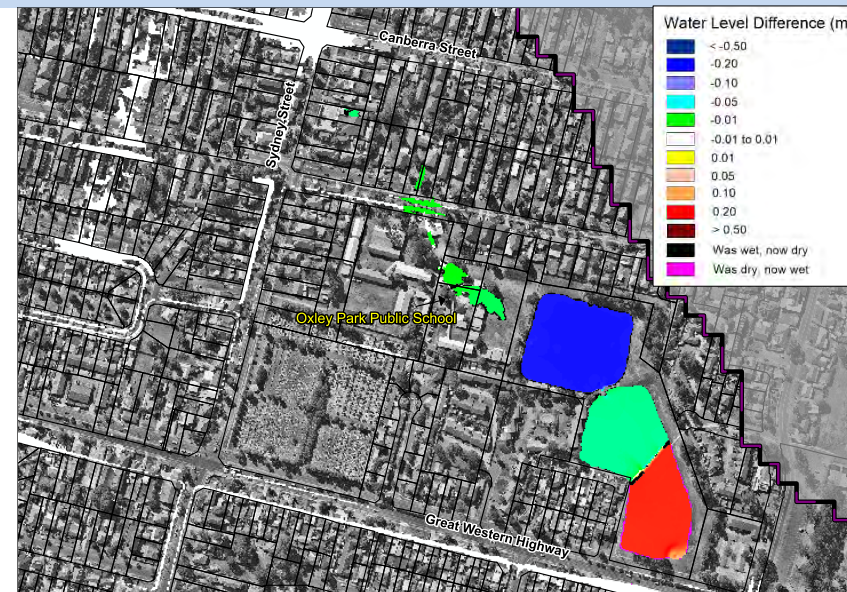 Water Level Difference (m
< -0.50
-0.20
-0.10
-0.05
-0.01
-0.01 to 0.01
0.01
0.05
0.10
0.20
> 0.50
Was wet, now dry
Was dry, now wet
Canberra Street
Sydney Street
Oxley Park Public School
Great Western Highway